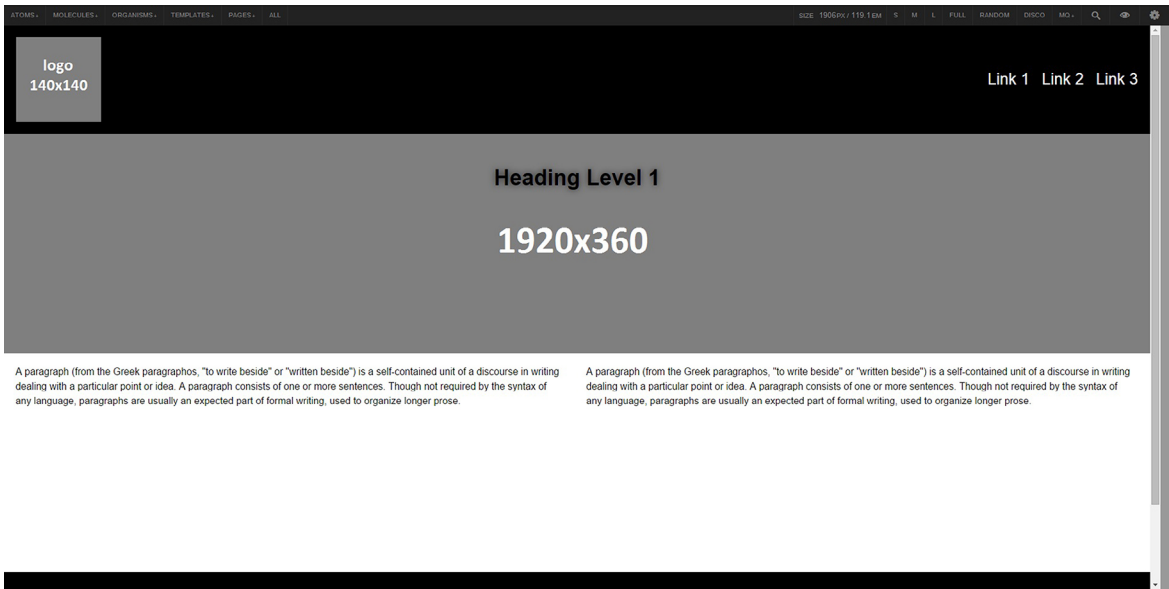 ATOMS MOLECULES ORGANISMS TEMPLATES PAGES ALL SIZE 1906PX / 119.1EM S M L FULL RANDOM DISCO MO
logo
140x140
Link 1 Link 2 Link 3
Heading Level 1
1920x360
A paragraph (from the Greek paragraphos, "to write beside" or "written beside") is a self-contained unit of a discourse in writing
dealing with a particular point or idea. A paragraph consists of one or more sentences. Though not required by the syntax of
any language, paragraphs are usually an expected part of formal writing, used to organize longer prose.
A paragraph (from the Greek paragraphos, "to write beside" or "written beside") is a self-contained unit of a discourse in writing
dealing with a particular point or idea. A paragraph consists of one or more sentences. Though not required by the syntax of
any language, paragraphs are usually an expected part of formal writing, used to organize longer prose.